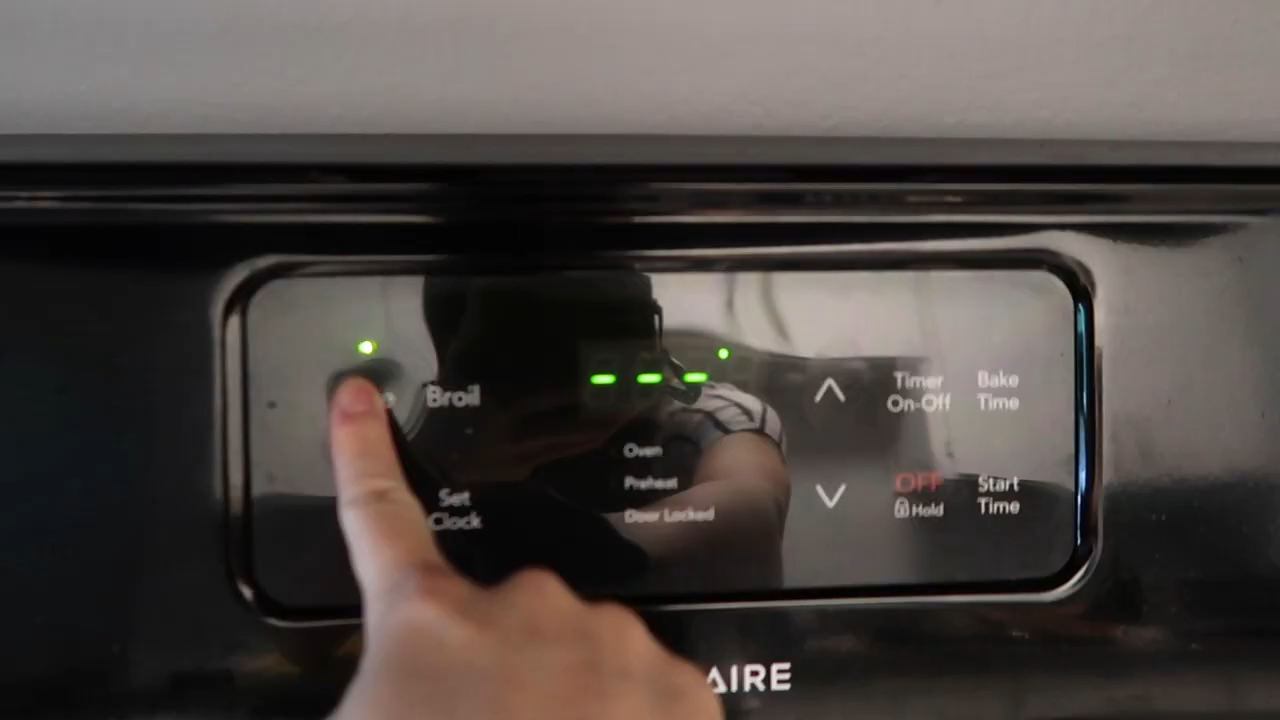 Broil
Set
Clock
- - -
Oven
Preheat
Door Locked
Timer
On-Off
Bake
Time
OFF
Hold
Start
Time
AIRE